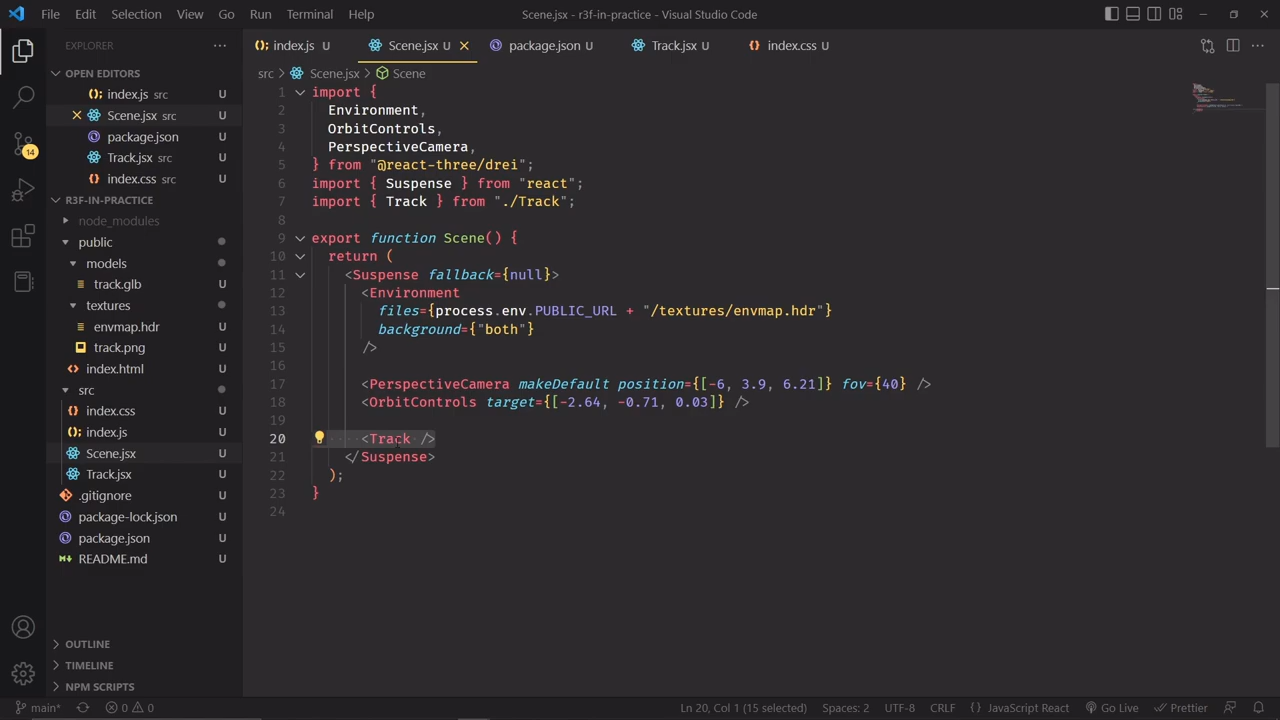 File Edit Selection View Go Run Terminal Help Scene.jsx - r3f-in-practice - Visual Studio Code
EXPLORER
OPEN EDITORS
index.js src U
Scene.jsx src U
package.json U
Track.jsx src U
index.css src U
R3F-IN-PRACTICE
node_modules
public
models
track.glb U
textures
envmap.hdr U
track.png U
index.html U
src
index.css U
index.js U
Scene.jsx U
Track.jsx U
.gitignore U
package-lock.json U
package.json U
README.md U
OUTLINE
TIMELINE
NPM SCRIPTS
14
index.js U Scene.jsx U package.json U Track.jsx U index.css U
src > Scene.jsx > Scene
1 import {
2 Environment,
3 OrbitControls,
4 PerspectiveCamera,
5 } from "@react-three/drei";
6 import { Suspense } from "react";
7 import { Track } from "./Track";
8
9 export function Scene() {
10 return (
11 <Suspense fallback={null}>
12 <Environment
13 files={process.env.PUBLIC_URL + "/textures/envmap.hdr"}
14 background={"both"}
15 />
16
17 <PerspectiveCamera makeDefault position={[-6, 3.9, 6.21]} fov={40} />
18 <OrbitControls target={[-2.64, -0.71, 0.03]} />
19
20 <Track />
21 </Suspense>
22 );
23 }
24
main* 0 0 Ln 20, Col 1 (15 selected) Spaces: 2 UTF-8 CRLF {} JavaScript React Go Live Prettier